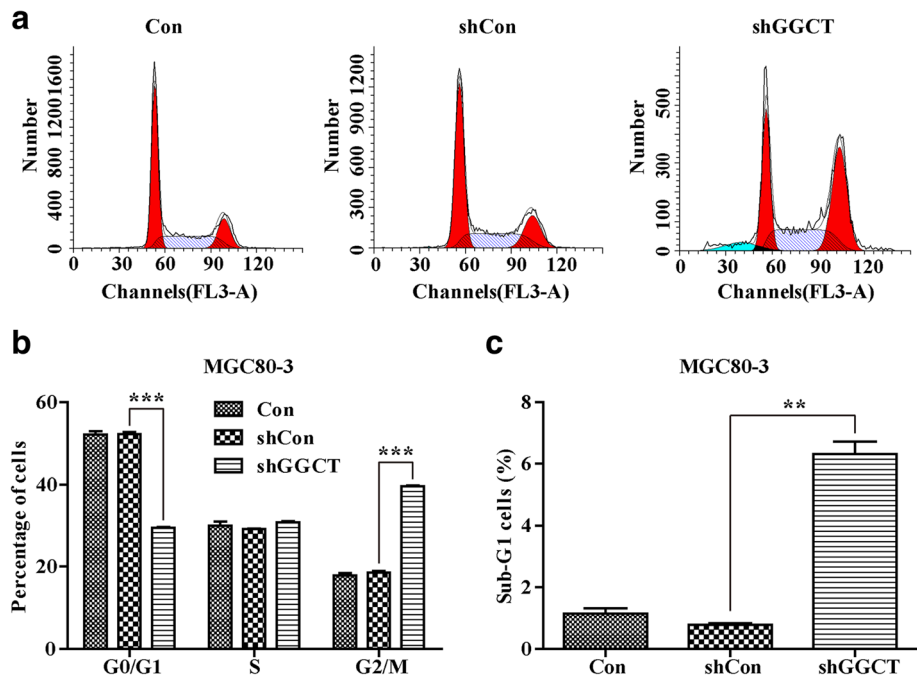 a
Con
shCon
shGGCT
Number
0 400 800 1200 1600
0 30 60 90 120
Channels(FL3-A)
Number
0 300 600 900 1200
0 30 60 90 120
Channels(FL3-A)
Number
0 100 300 500
0 30 60 90 120
Channels(FL3-A)
b
MGC80-3
Percentage of cells
60
40
20
0
***
***
Con
shCon
shGGCT
G0/G1 S G2/M
c
MGC80-3
Sub-G1 cells (%)
8
6
4
2
0
**
Con shCon shGGCT